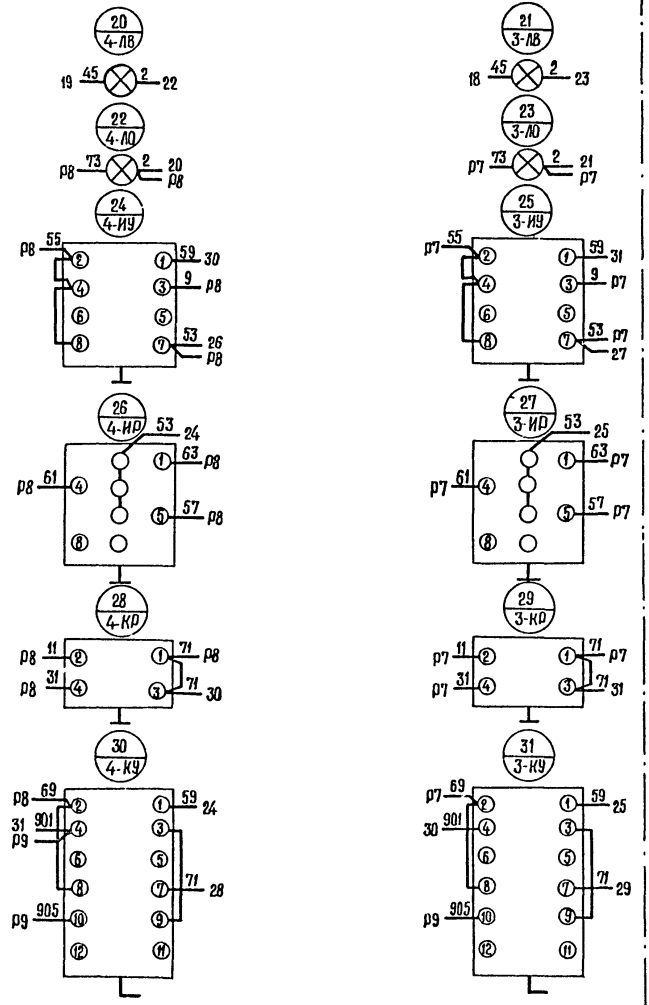 20
4-ЛВ
19 45 2 22
22
4-ЛО
р8 73 2 20
р8
24
4-ИУ
р8 55 2 1 59 30
4 3 9 р8
6 5
8 7 53 26
р8
26
4-ИР
53 24
1 63 р8
р8 61 4
5 57 р8
8
28
4-КР
р8 11 2 1 71 р8
р8 31 4 3 71 30
30
4-КУ
р8 69 2 1 59 24
31 901 4 3
р9
6 5
8 7 71 28
р9 905 10 9
12 11
21
3-ЛВ
18 45 2 23
23
3-ЛО
р7 73 2 21
р7
25
3-ИУ
р7 55 2 1 59 31
4 3 9 р7
6 5
8 7 53 р7
27
27
3-ИР
53 25
1 63 р7
р7 61 4
5 57 р7
8
29
3-КР
р7 11 2 1 71 р7
р7 31 4 3 71 31
31
3-КУ
р7 69 2 1 59 25
30 901 4 3
6 5
8 7 71 29
р9 905 10 9
12 11